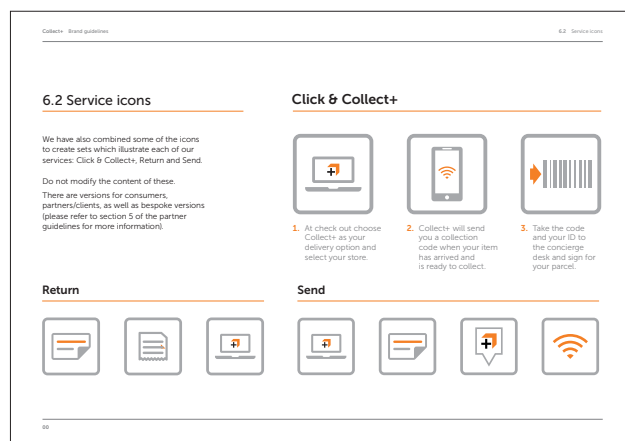 Collect+ Brand guidelines
6.2 Service icons
6.2 Service icons
We have also combined some of the icons
to create sets which illustrate each of our
services: Click & Collect+, Return and Send.
Do not modify the content of these.
There are versions for consumers,
partners/clients, as well as bespoke versions
(please refer to section 5 of the partner
guidelines for more information).
Click & Collect+
1. At check out choose
Collect+ as your
delivery option and
select your store.
2. Collect+ will send
you a collection
code when your item
has arrived and
is ready to collect.
3. Take the code
and your ID to
the concierge
desk and sign for
your parcel.
Return
Send